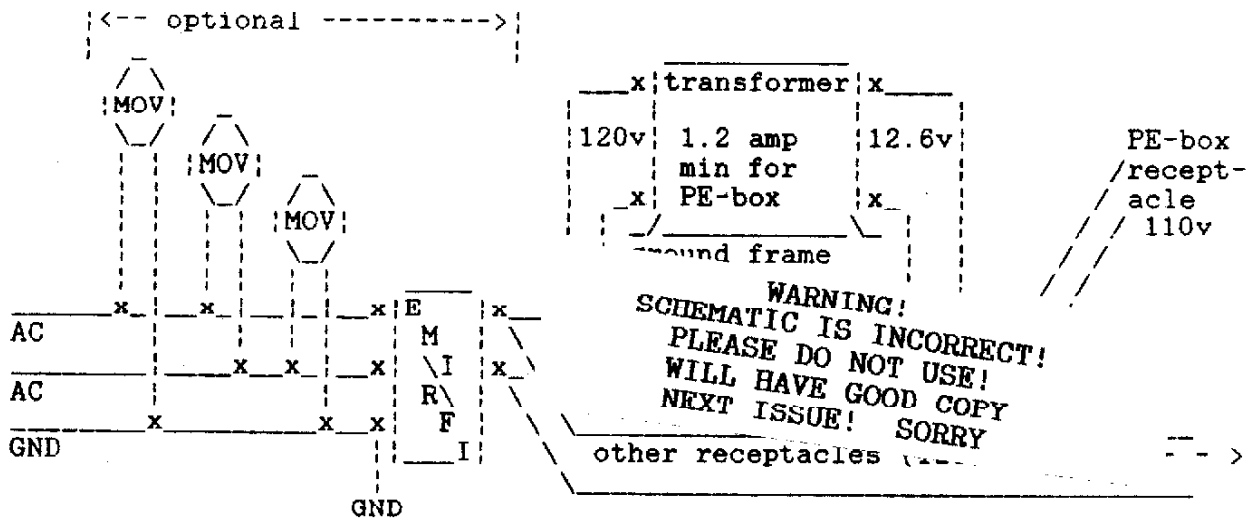 <-- optional ---------->
MOV
MOV
MOV
transformer
120v
1.2 amp
min for
PE-box
12.6v
PE-box
recept-
acle
110v
frame
WARNING!
SCHEMATIC IS INCORRECT!
PLEASE DO NOT USE!
WILL HAVE GOOD COPY
NEXT ISSUE! SORRY
AC
AC
GND
E
M
I
R
F
I
GND
other receptacles